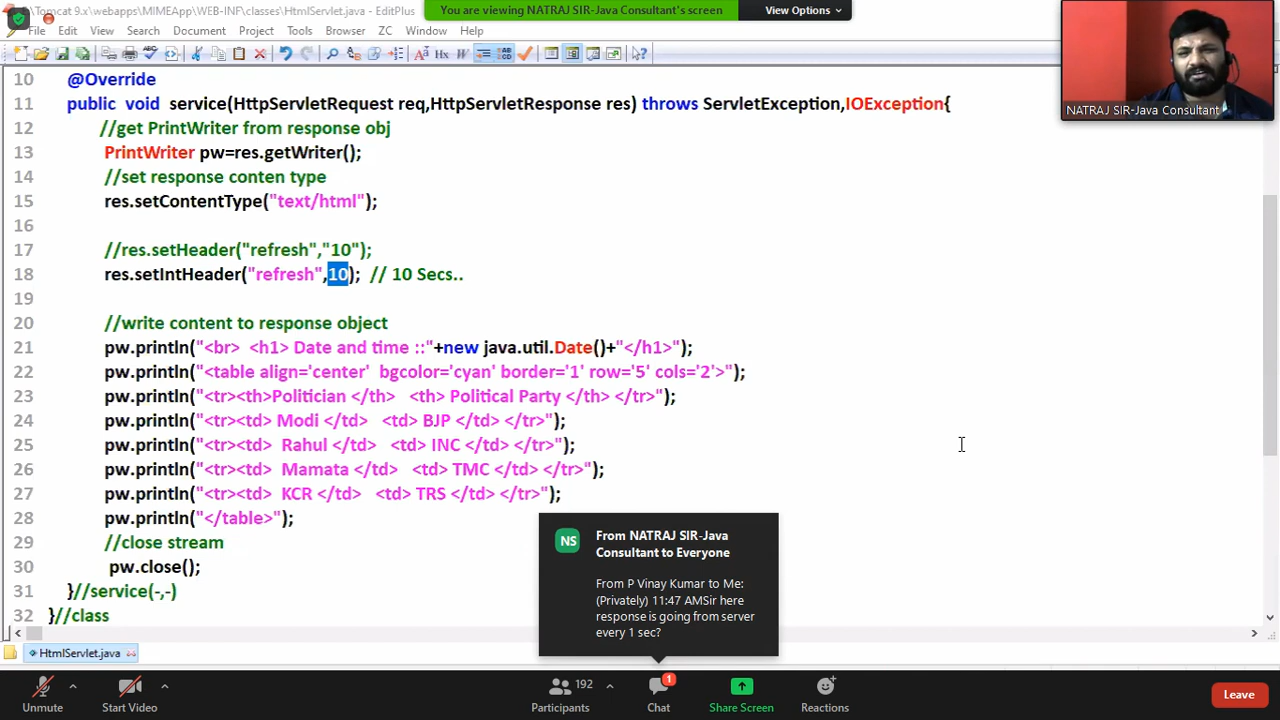 \Tomcat 9.x\webapps\MIMEApp\WEB-INF\classes\HtmlServlet.java - EditPlus
You are viewing NATRAJ SIR-Java Consultant's screen
View Options
File Edit View Search Document Project Tools Browser ZC Window Help
10 @Override
11 public void service(HttpServletRequest req,HttpServletResponse res) throws ServletException,IOException{
12 //get PrintWriter from response obj
13 PrintWriter pw=res.getWriter();
14 //set response conten type
15 res.setContentType("text/html");
16
17 //res.setHeader("refresh","10");
18 res.setIntHeader("refresh",10); // 10 Secs..
19
20 //write content to response object
21 pw.println("<br> <h1> Date and time ::"+new java.util.Date()+"</h1>");
22 pw.println("<table align='center' bgcolor='cyan' border='1' row='5' cols='2'>");
23 pw.println("<tr><th>Politician </th> <th> Political Party </th> </tr>");
24 pw.println("<tr><td> Modi </td> <td> BJP </td> </tr>");
25 pw.println("<tr><td> Rahul </td> <td> INC </td> </tr>");
26 pw.println("<tr><td> Mamata </td> <td> TMC </td> </tr>");
27 pw.println("<tr><td> KCR </td> <td> TRS </td> </tr>");
28 pw.println("</table>");
29 //close stream
30 pw.close();
31 }//service(-,-)
32 }//class
NATRAJ SIR-Java Consultant
NS
From NATRAJ SIR-Java
Consultant to Everyone
From P Vinay Kumar to Me:
(Privately) 11:47 AMSir here
response is going from server
every 1 sec?
HtmlServlet.java
Unmute
Start Video
192
Participants
1
Chat
Share Screen
Reactions
Leave